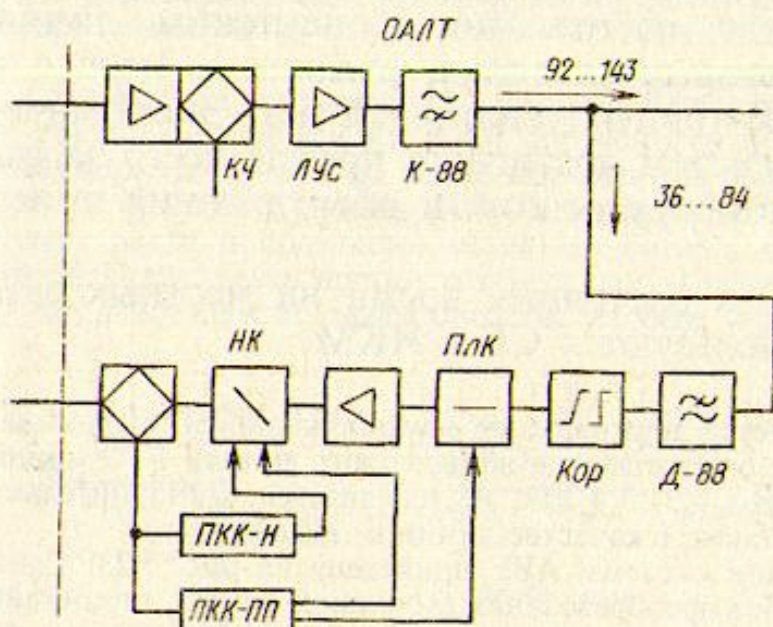 ОАЛТ
92...143
КЧ ЛУС К-88
36...84
НК ПлК
Кор Д-88
ПКК-Н
ПКК-ПП